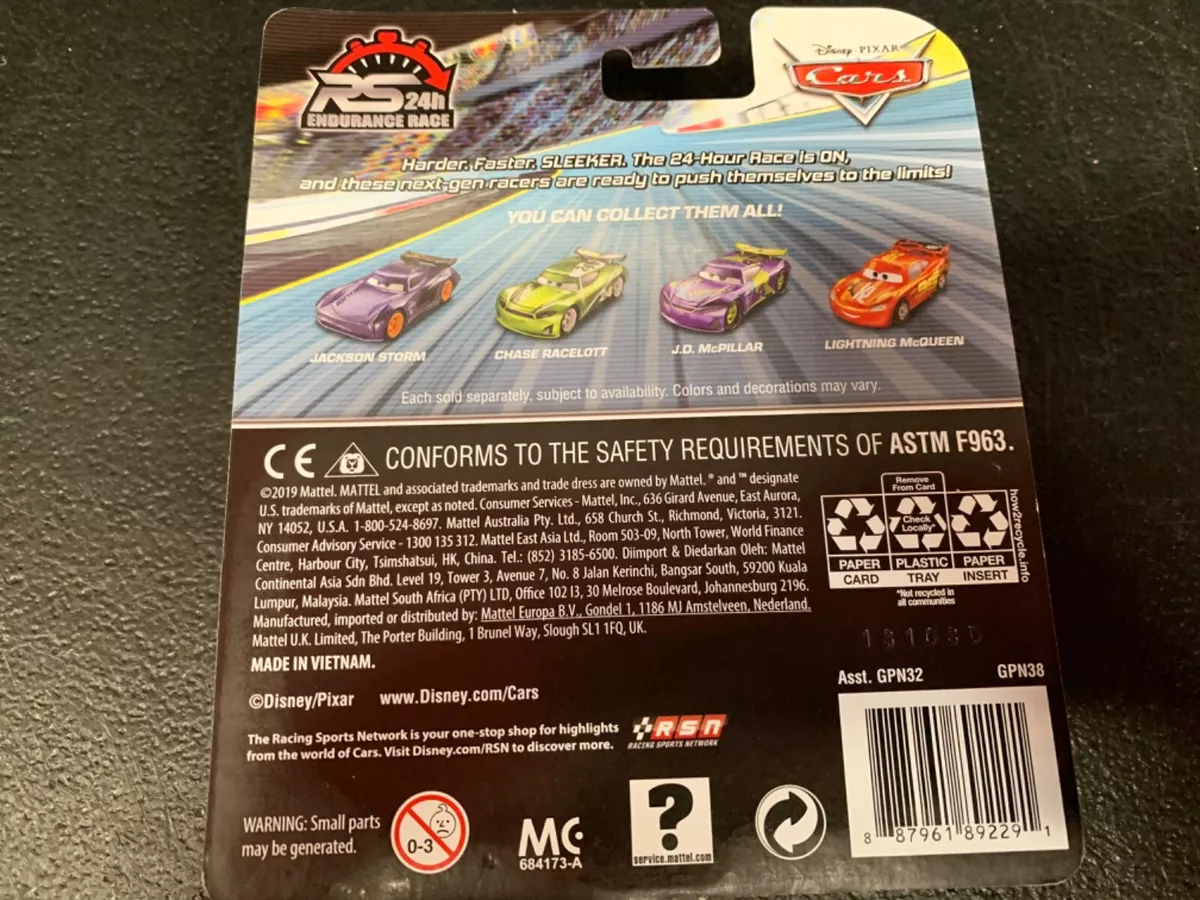 RS 24h
ENDURANCE RACE
Disney · PIXAR
Cars
Harder. Faster. SLEEKER. The 24-Hour Race is ON,
and these next-gen racers are ready to push themselves to the limits!
YOU CAN COLLECT THEM ALL!
JACKSON STORM
CHASE RACELOTT
J.D. McPILLAR
LIGHTNING McQUEEN
Each sold separately, subject to availability. Colors and decorations may vary.
CE CONFORMS TO THE SAFETY REQUIREMENTS OF ASTM F963.
©2019 Mattel. MATTEL and associated trademarks and trade dress are owned by Mattel. ® and ™ designate
U.S. trademarks of Mattel, except as noted. Consumer Services - Mattel, Inc., 636 Girard Avenue, East Aurora,
NY 14052, U.S.A. 1-800-524-8697. Mattel Australia Pty. Ltd., 658 Church St., Richmond, Victoria, 3121.
Consumer Advisory Service - 1300 135 312. Mattel East Asia Ltd., Room 503-09, North Tower, World Finance
Centre, Harbour City, Tsimshatsui, HK, China. Tel.: (852) 3185-6500. Diimport & Diedarkan Oleh: Mattel
Continental Asia Sdn Bhd. Level 19, Tower 3, Avenue 7, No. 8 Jalan Kerinchi, Bangsar South, 59200 Kuala
Lumpur, Malaysia. Mattel South Africa (PTY) LTD, Office 102 I3, 30 Melrose Boulevard, Johannesburg 2196.
Manufactured, imported or distributed by: Mattel Europa B.V., Gondel 1, 1186 MJ Amstelveen, Nederland.
Mattel U.K. Limited, The Porter Building, 1 Brunel Way, Slough SL1 1FQ, UK.
MADE IN VIETNAM.
Remove
From Card
Check
Locally*
PAPER
CARD
PLASTIC
TRAY
PAPER
INSERT
how2recycle.info
*Not recycled in
all communities
Asst. GPN32
GPN38
©Disney/Pixar www.Disney.com/Cars
The Racing Sports Network is your one-stop shop for highlights
from the world of Cars. Visit Disney.com/RSN to discover more.
RSN
RACING SPORTS NETWORK
WARNING: Small parts
may be generated.
0-3
MC
684173-A
?
service.mattel.com
8 87961 89229 1